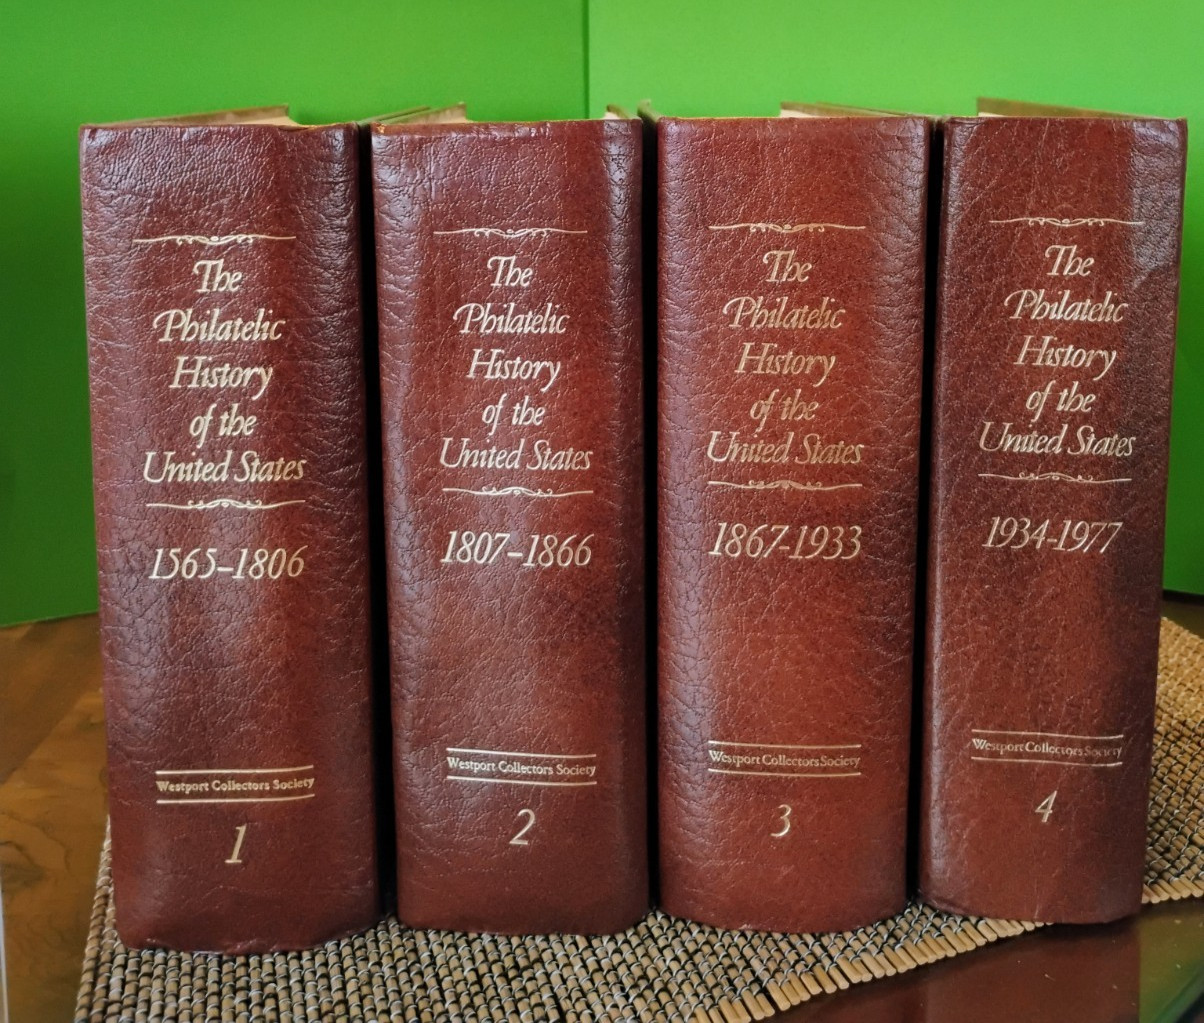 The
Philatelic
History
of the
United States
1565–1806
Westport Collectors Society
1
The
Philatelic
History
of the
United States
1807–1866
Westport Collectors Society
2
The
Philatelic
History
of the
United States
1867-1933
Westport Collectors Society
3
The
Philatelic
History
of the
United States
1934-1977
Westport Collectors Society
4